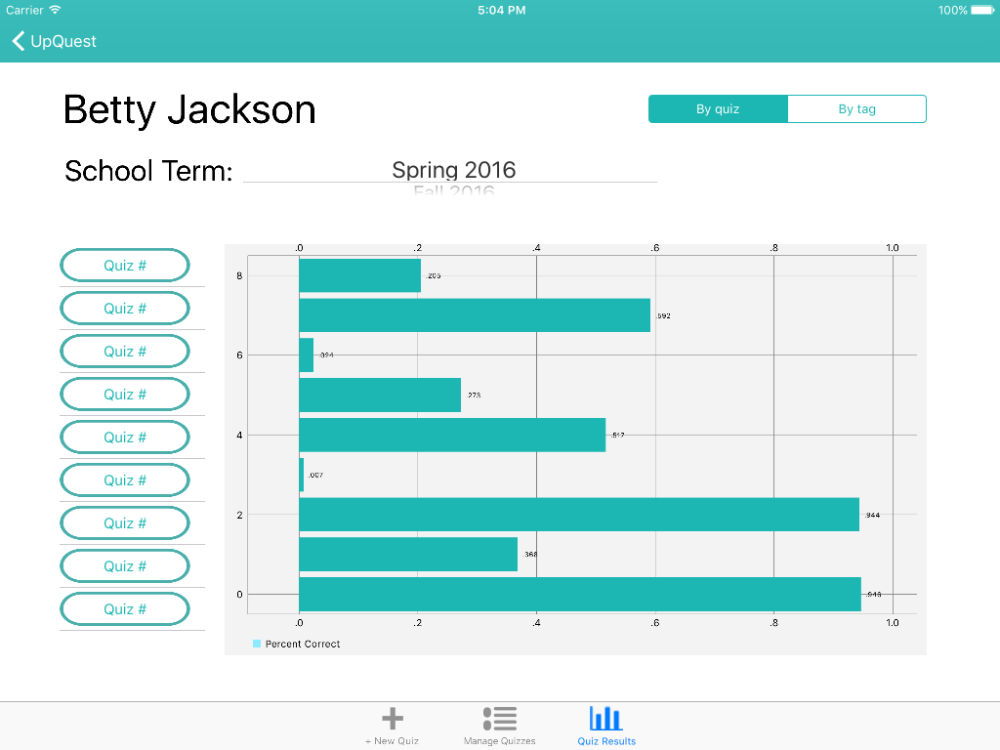 Carrier 5:04 PM 100%
UpQuest
Betty Jackson By quiz By tag
School Term: Spring 2016
Fall 2016
Quiz #
Quiz #
Quiz #
Quiz #
Quiz #
Quiz #
Quiz #
Quiz #
Quiz #
.0 .2 .4 .6 .8 1.0
8 .205
.592
6 .024
.273
4 .517
.007
2 .944
.368
0 .946
.0 .2 .4 .6 .8 1.0
Percent Correct
+ New Quiz Manage Quizzes Quiz Results